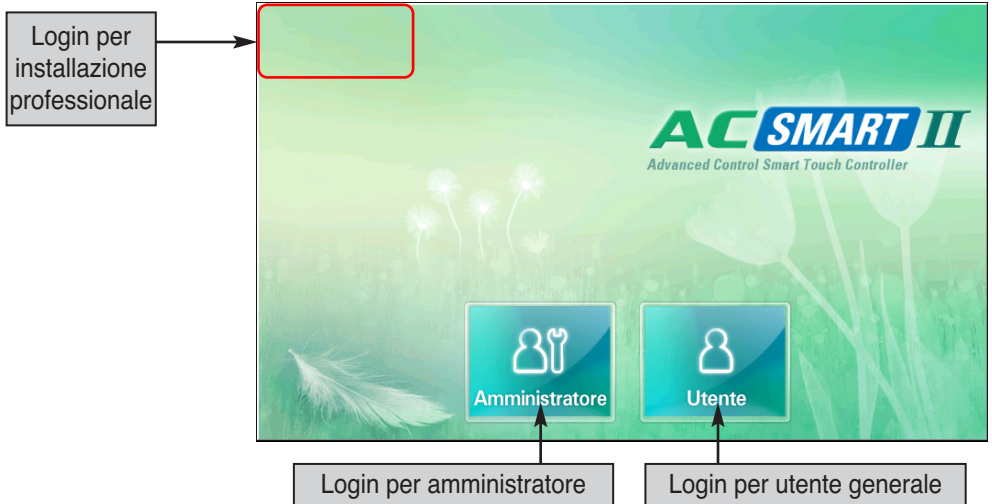 Login per
installazione
professionale
AC SMART II
Advanced Control Smart Touch Controller
Amministratore
Utente
Login per amministratore
Login per utente generale